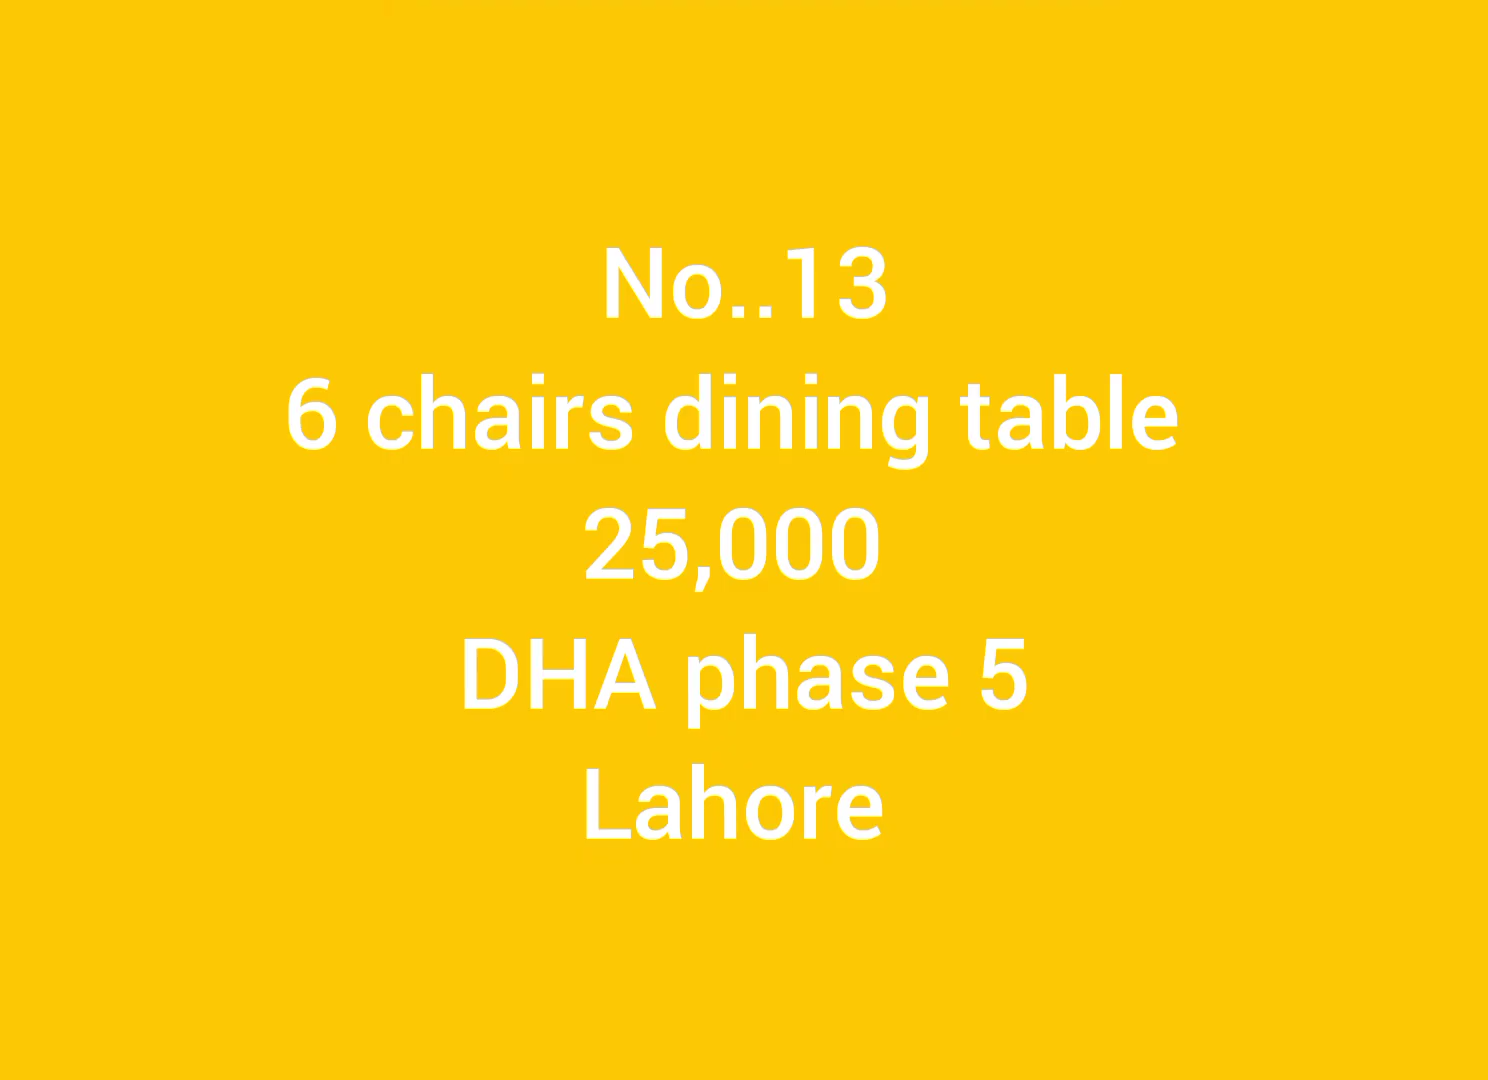 No..13
6 chairs dining table
25,000
DHA phase 5
Lahore